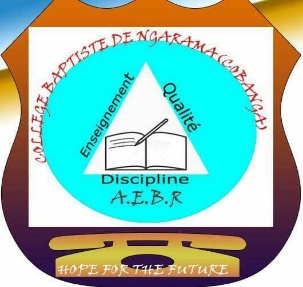 COLLEGE BAPTISTE DE NGARAMA(COBANGA)
Enseignement
Qualité
Discipline
A.E.B.R
HOPE FOR THE FUTURE